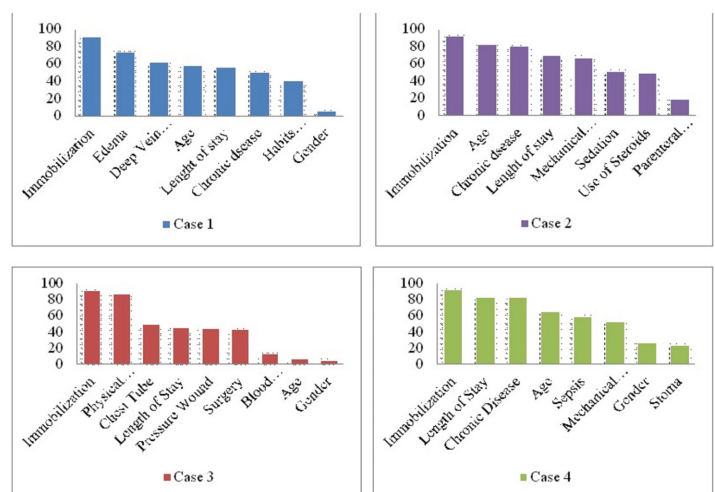 100
80
60
40
20
0
Immobilization
Edema
Deep Vein...
Age
Lenght of stay
Chronic dsease
Habits...
Gender
Case 1
100
80
60
40
20
0
Immobilization
Age
Chronic dsease
Lenght of stay
Mechanical...
Sedation
Use of Steroids
Parenteral...
Case 2
100
80
60
40
20
0
Immobilization
Physical...
Chest Tube
Length of Stay
Pressure Wound
Surgery
Blood...
Age
Gender
Case 3
100
80
60
40
20
0
Immobilization
Length of Stay
Chronic Disease
Age
Sepsis
Mechanical...
Gender
Stoma
Case 4